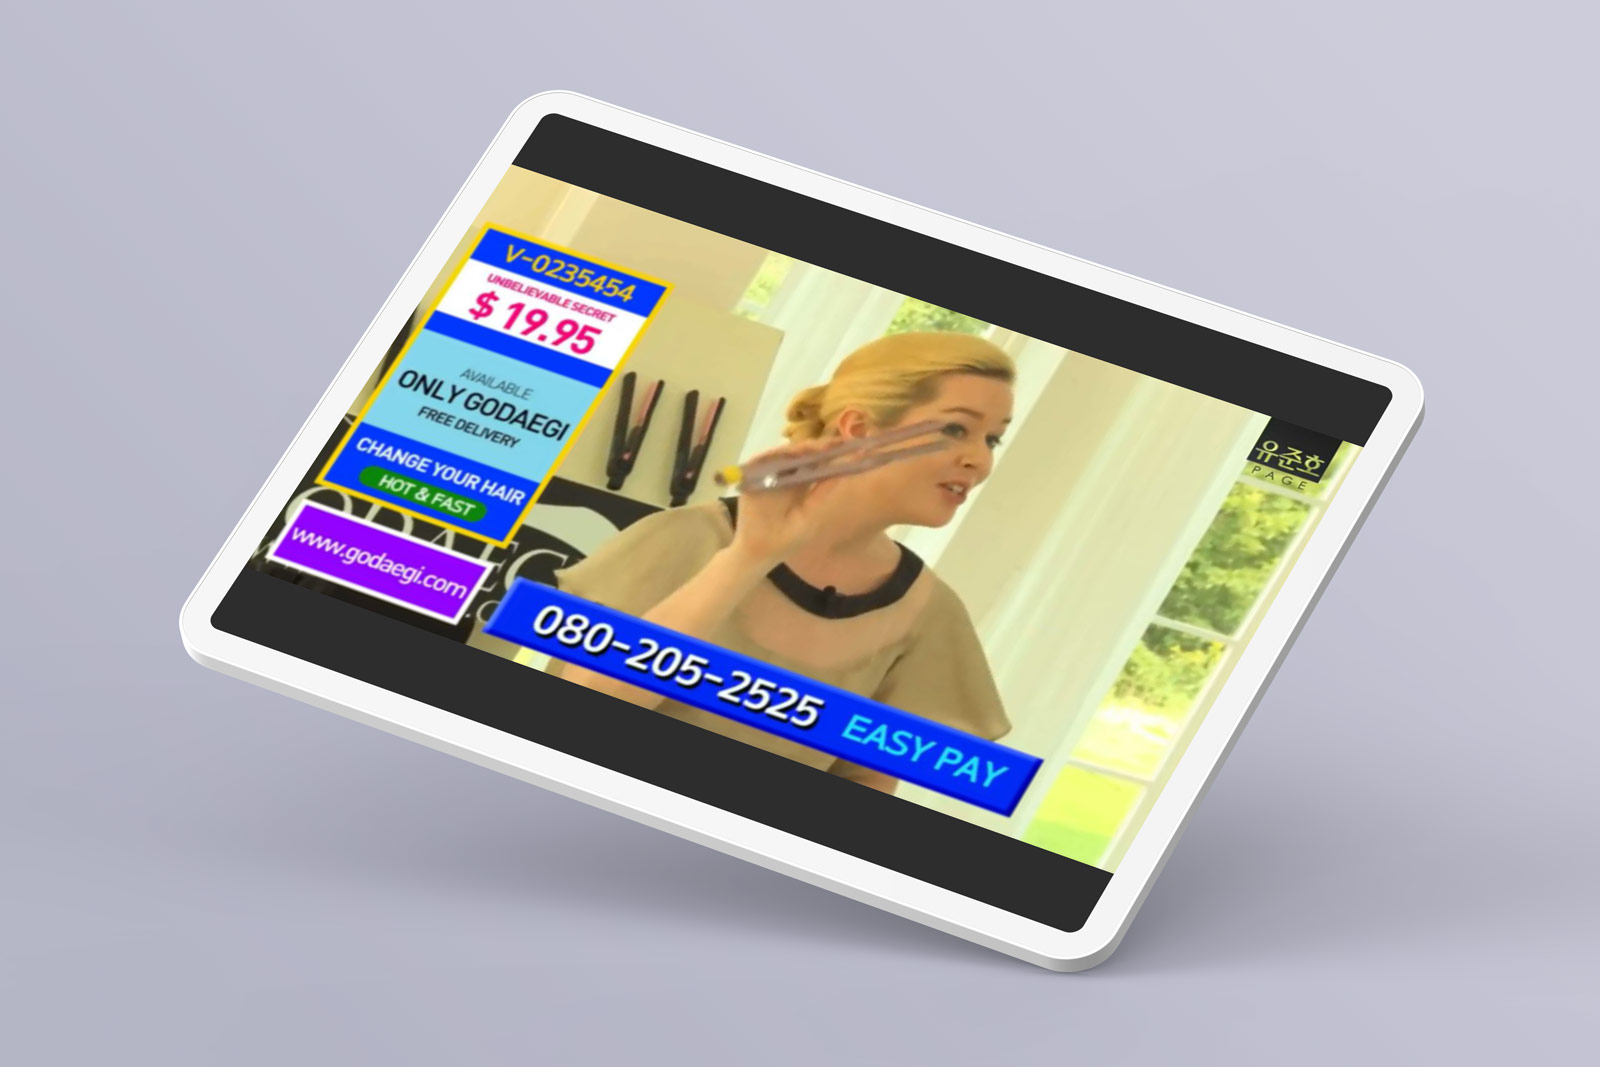 V-0235454
UNBELIEVABLE SECRET
$ 19.95
AVAILABLE
ONLY GODAEGI
FREE DELIVERY
CHANGE YOUR HAIR
HOT & FAST
www.godaegi.com
080-205-2525 EASY PAY
유준호
PAGE